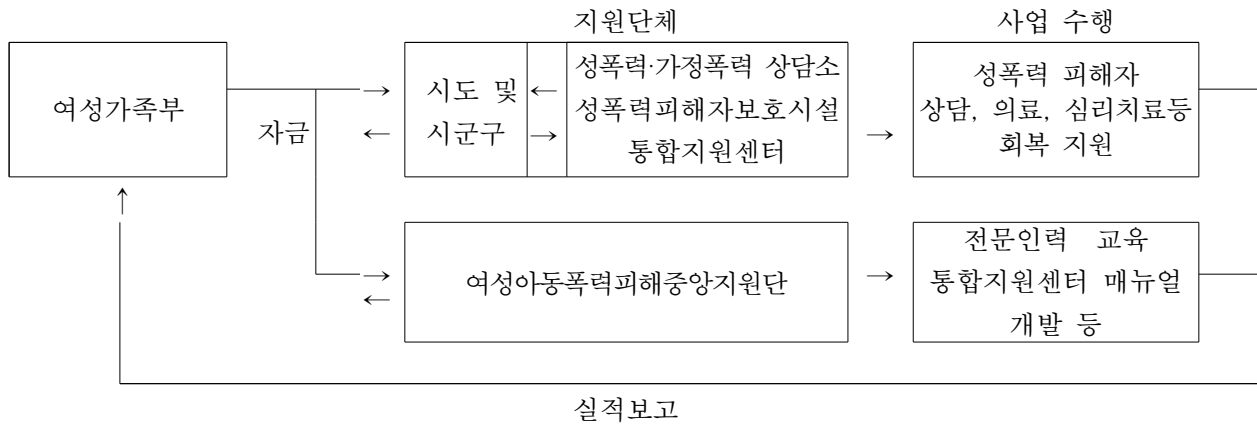 지원단체
사업 수행
여성가족부
자금
시도 및
시군구
성폭력·가정폭력 상담소
성폭력피해자보호시설
통합지원센터
성폭력 피해자
상담, 의료, 심리치료등
회복 지원
여성아동폭력피해중앙지원단
전문인력 교육
통합지원센터 매뉴얼
개발 등
실적보고